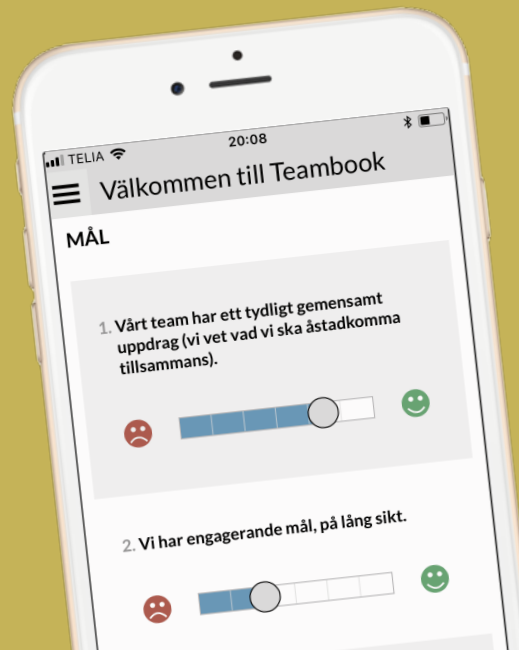 TELIA
20:08
Välkommen till Teambook
MÅL
1. Vårt team har ett tydligt gemensamt
uppdrag (vi vet vad vi ska åstadkomma
tillsammans).
2. Vi har engagerande mål, på lång sikt.